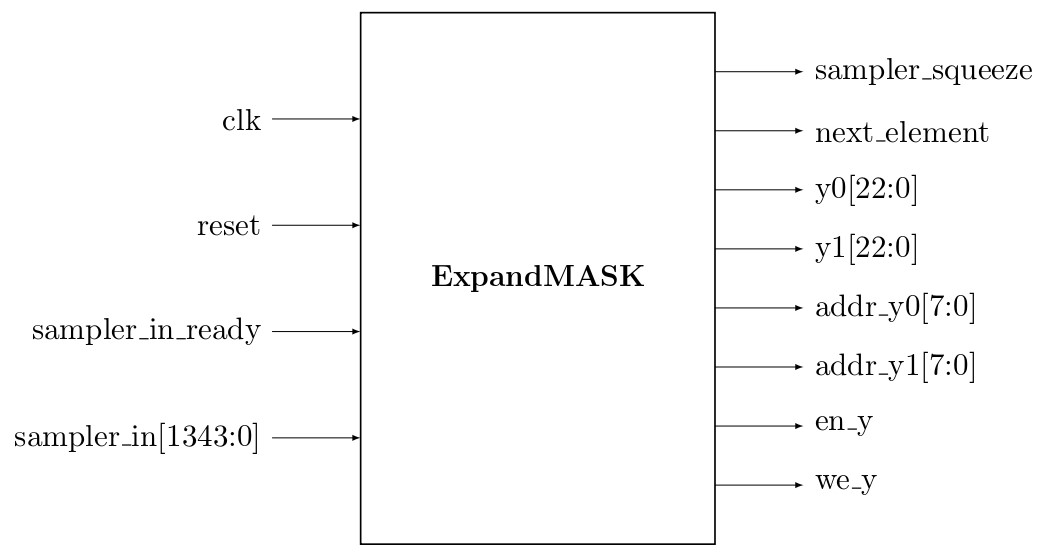 clk
reset
sampler_in_ready
sampler_in[1343:0]
ExpandMASK
sampler_squeeze
next_element
y0[22:0]
y1[22:0]
addr_y0[7:0]
addr_y1[7:0]
en_y
we_y